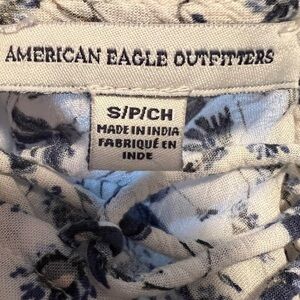 AMERICAN EAGLE OUTFITTERS
S/P/CH
MADE IN INDIA
FABRIQUÉ EN
INDE